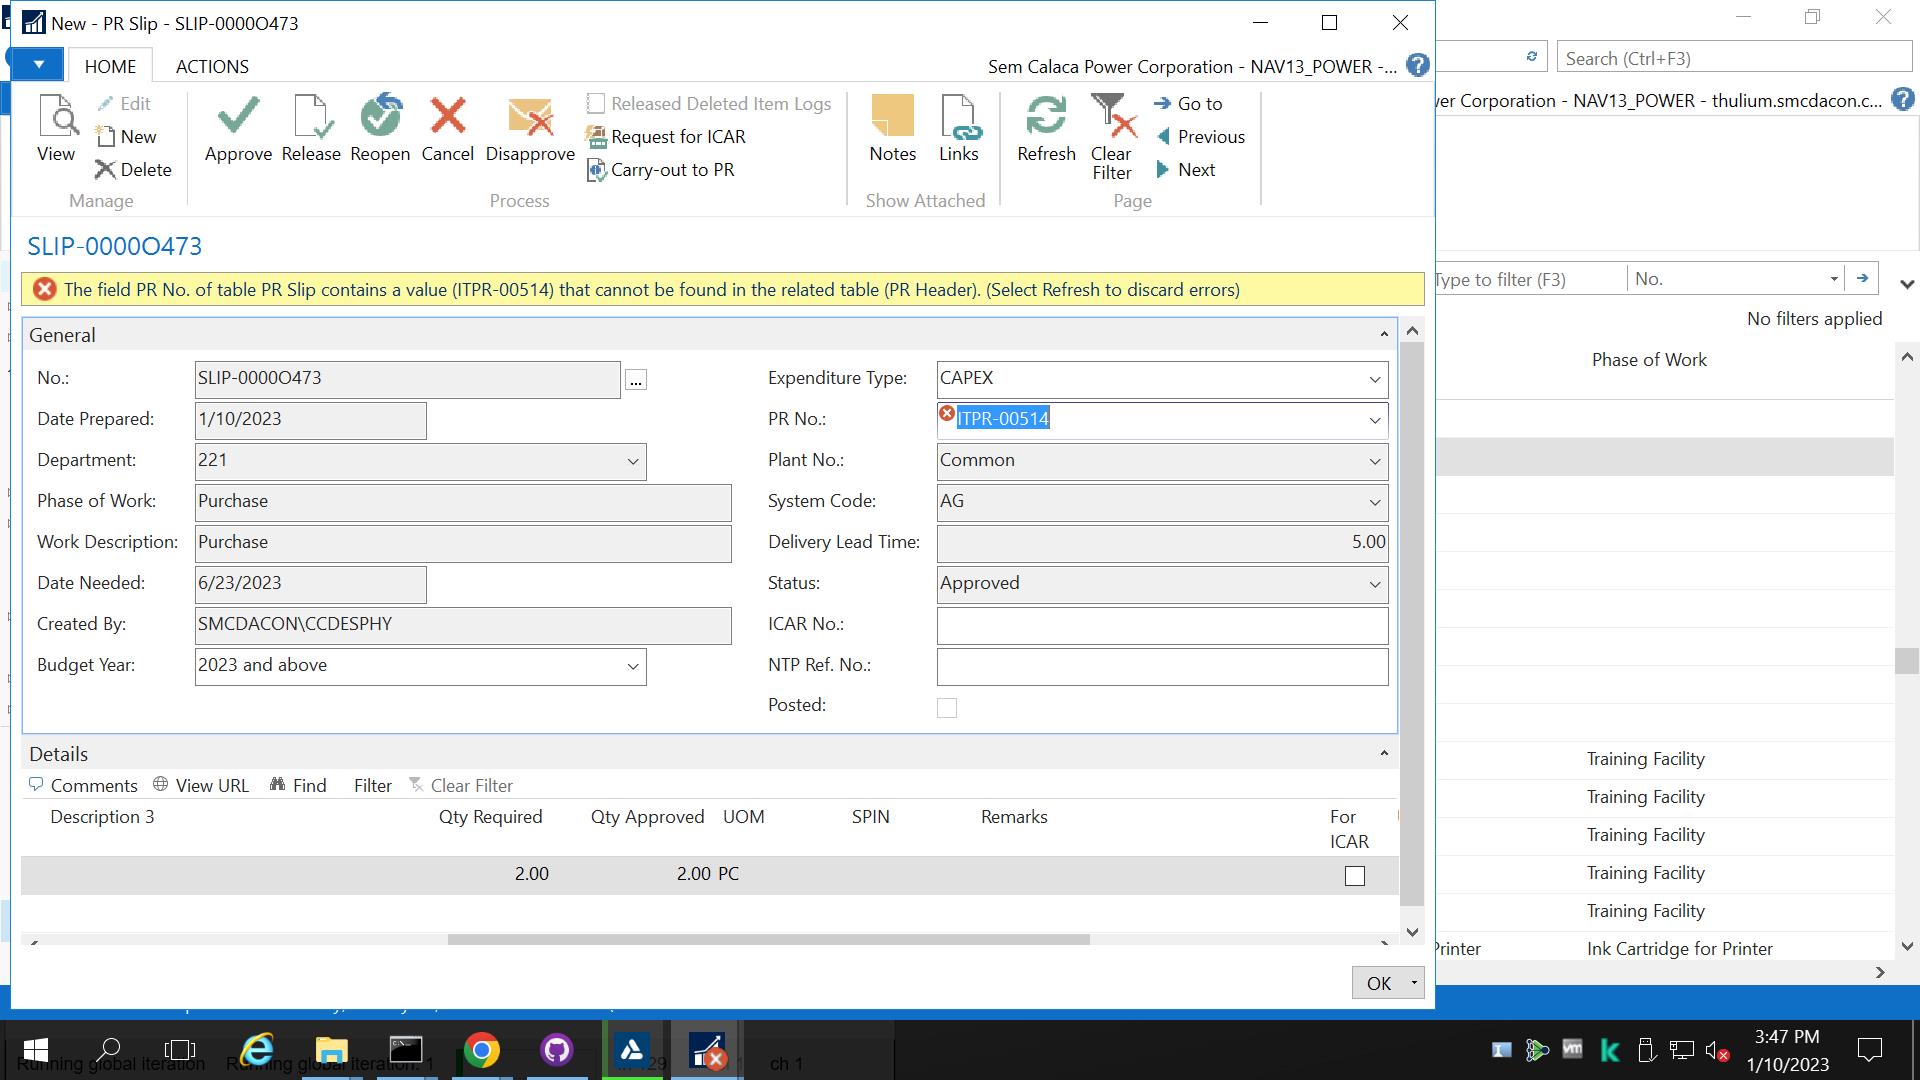 New - PR Slip - SLIP-0000O473
HOME
ACTIONS
Sem Calaca Power Corporation - NAV13_POWER -...
Search (Ctrl+F3)
wer Corporation - NAV13_POWER - thulium.smcdacon.c...
View
Edit
New
Delete
Manage
Approve
Release
Reopen
Cancel
Disapprove
Released Deleted Item Logs
Request for ICAR
Carry-out to PR
Process
Notes
Links
Show Attached
Refresh
Clear Filter
Go to
Previous
Next
Page
SLIP-0000O473
The field PR No. of table PR Slip contains a value (ITPR-00514) that cannot be found in the related table (PR Header). (Select Refresh to discard errors)
Type to filter (F3)
No.
No filters applied
General
No.: SLIP-0000O473
...
Date Prepared: 1/10/2023
Department: 221
Phase of Work: Purchase
Work Description: Purchase
Date Needed: 6/23/2023
Created By: SMCDACON\CCDESPHY
Budget Year: 2023 and above
Expenditure Type: CAPEX
PR No.: ITPR-00514
Plant No.: Common
System Code: AG
Delivery Lead Time: 5.00
Status: Approved
ICAR No.:
NTP Ref. No.:
Posted:
Phase of Work
Details
Comments View URL Find Filter Clear Filter
Description 3 Qty Required Qty Approved UOM SPIN Remarks For ICAR
2.00 2.00 PC
Training Facility
Training Facility
Training Facility
Training Facility
Training Facility
Printer Ink Cartridge for Printer
OK
Running global iteration Running global iteration: 1
ch 1
3:47 PM
1/10/2023